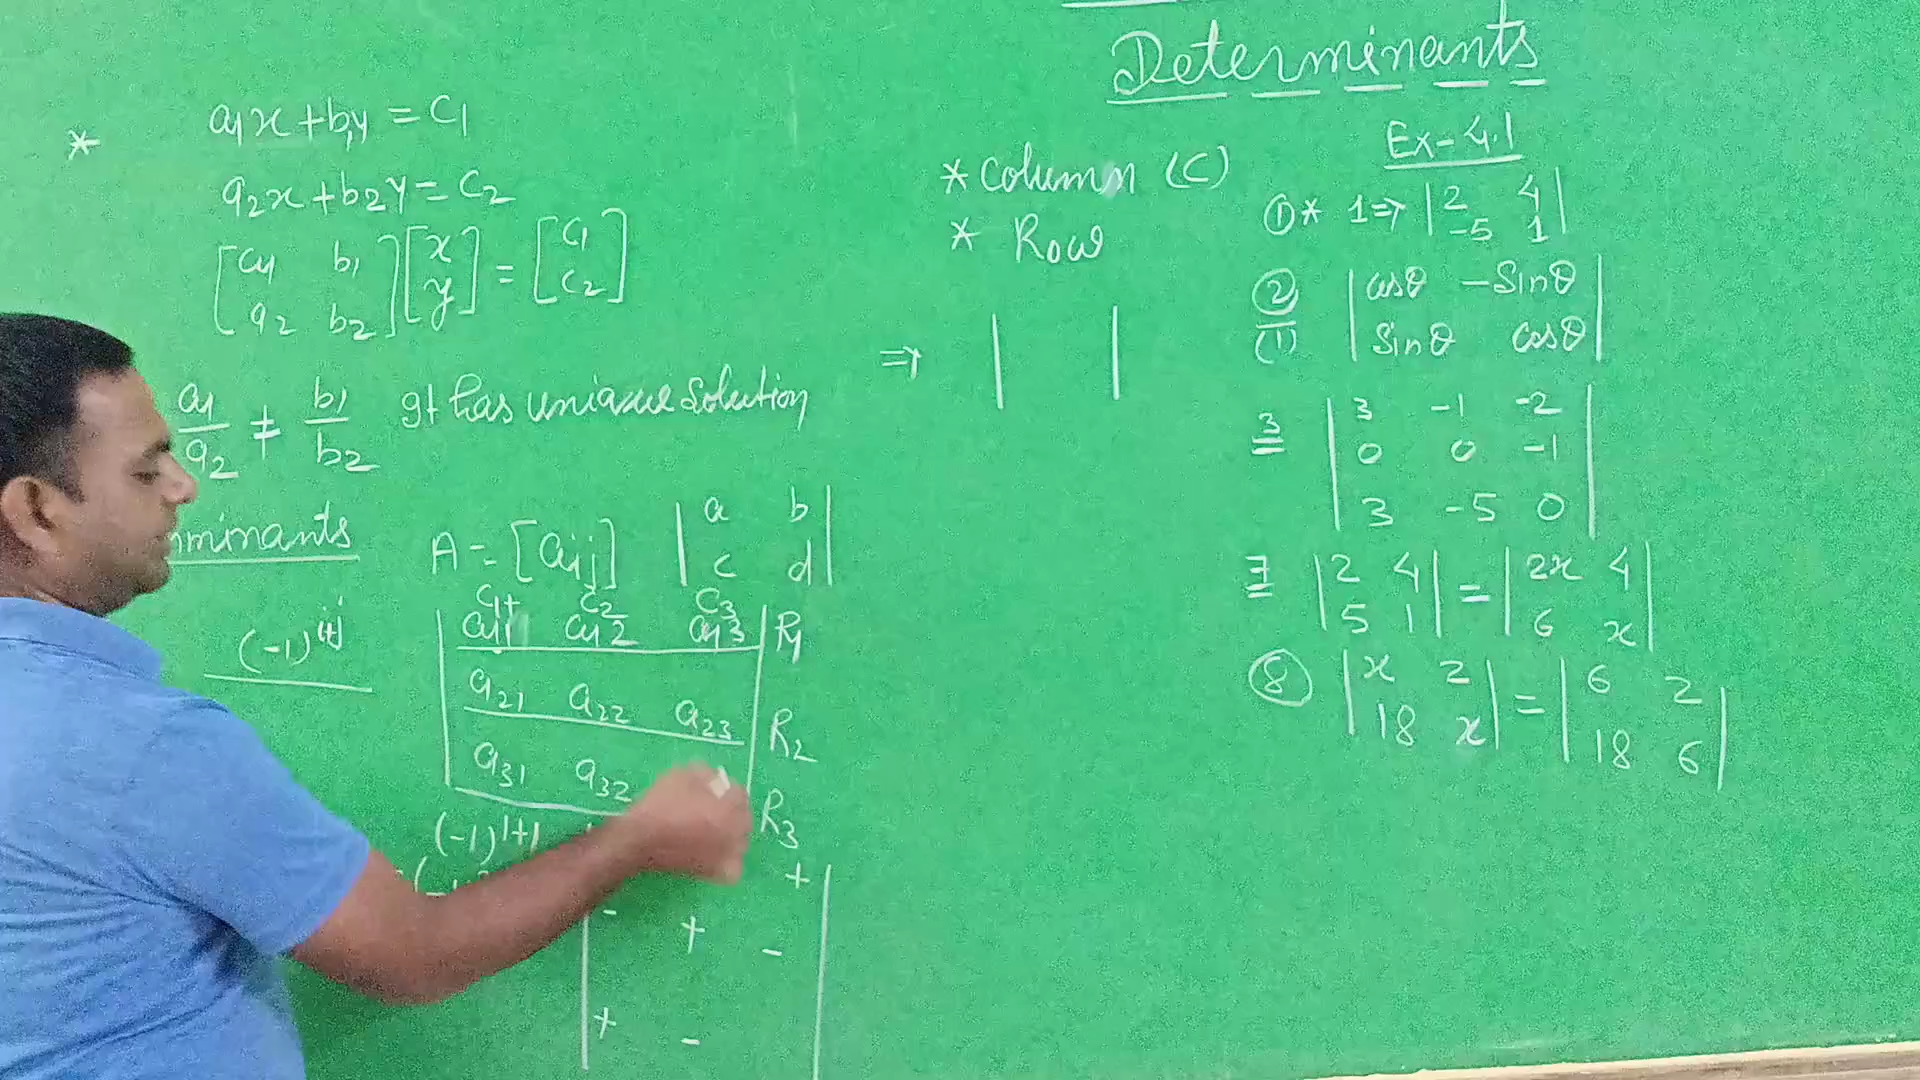 Determinants
* a1x + b1y = c1
a2x + b2y = c2
[a1 b1] [x] = [c1]
[a2 b2] [y] [c2]
a1/a2 ≠ b1/b2 It has unique solution
minants
A = [aij] |a b|
|c d|
(-1)^i+j
C1 C2 C3
a11 a12 a13 R1
a21 a22 a23 R2
a31 a32 R3
(-1)^1+1
+
- + -
+ -
* Column (C)
* Row
⇒ | |
Ex-4.1
① * 1⇒ |2 4|
|-5 1|
② |cosθ -Sinθ|
(1) |Sinθ cosθ|
3 |3 -1 -2|
|0 0 -1|
|3 -5 0|
7 |2 4| = |2x 4|
|5 1| |6 x|
⑧ |x 2| = |6 2|
|18 x| |18 6|